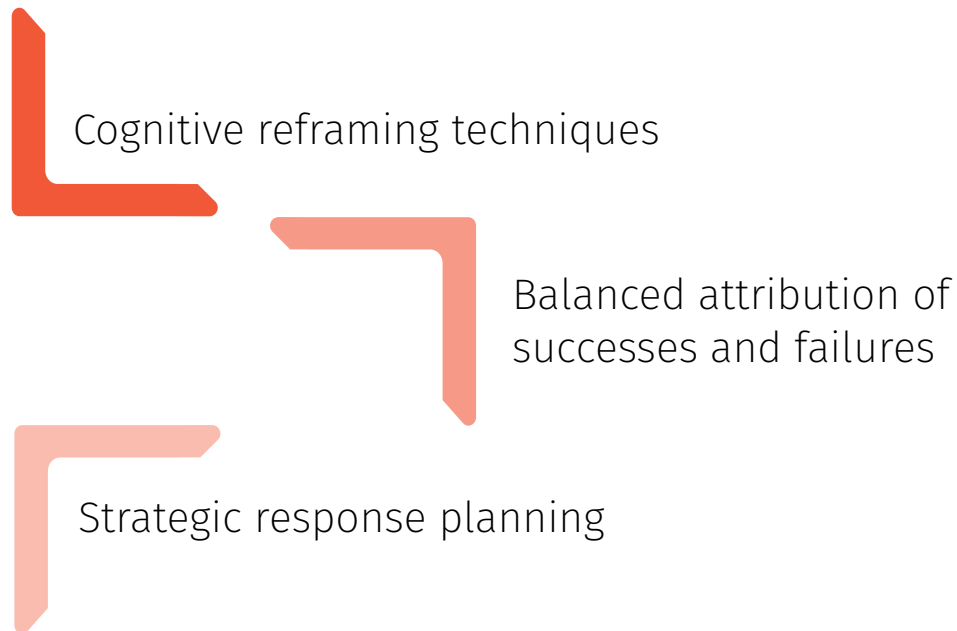 Cognitive reframing techniques
Balanced attribution of
successes and failures
Strategic response planning